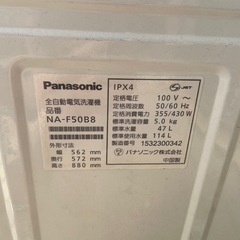 Panasonic
全自動電気洗濯機
品番
NA-F50B8
外形寸法
幅 562 mm
奥行 572 mm
高さ 880 mm
IPX4
JET
定格電圧 100 V ～
定格周波数 50/60 Hz
定格消費電力 355/430 W
標準洗濯容量 5.0 kg
標準水量 47 L
標準使用水量 114 L
製造番号 1532300342
パナソニック株式会社
中国製